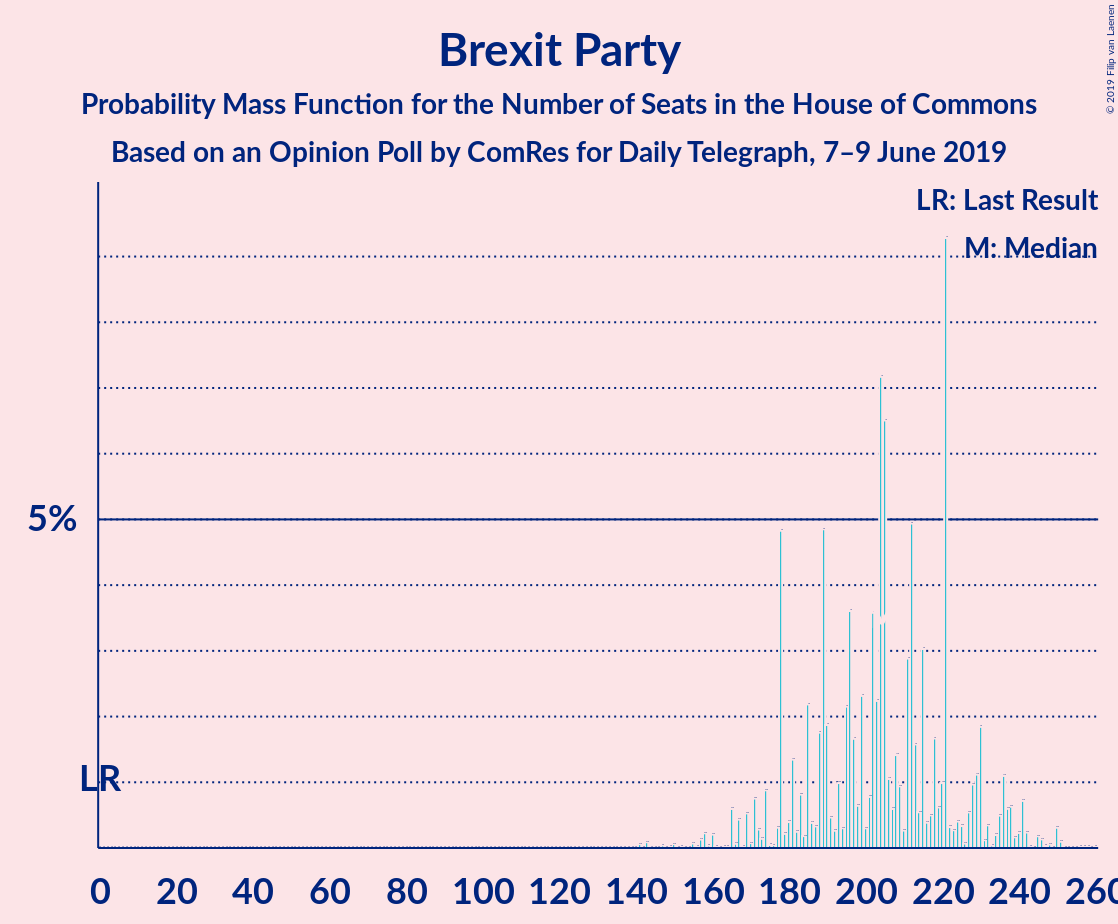 Brexit Party
Probability Mass Function for the Number of Seats in the House of Commons
Based on an Opinion Poll by ComRes for Daily Telegraph, 7–9 June 2019
© 2019 Filip van Laenen
LR: Last Result
M: Median
5%
LR
0 20 40 60 80 100 120 140 160 180 200 220 240 260